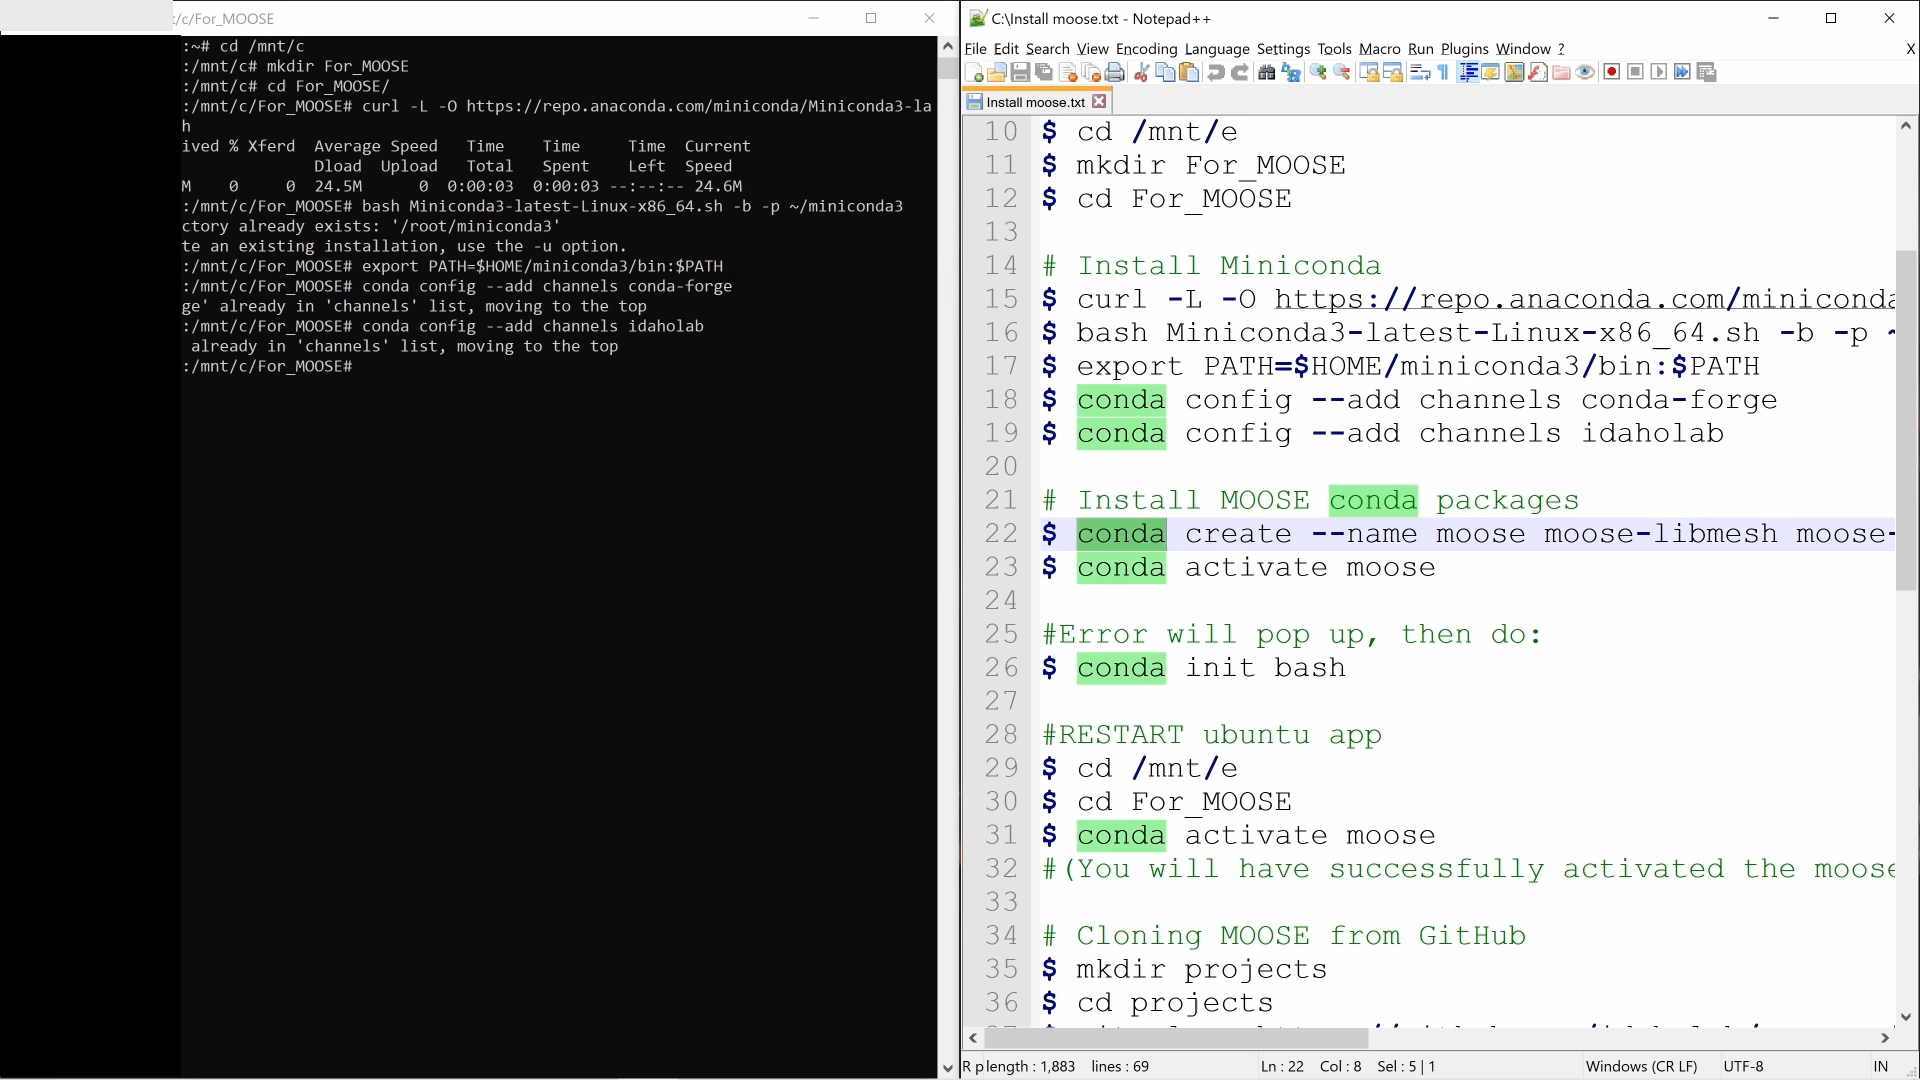 /c/For_MOOSE
:~# cd /mnt/c
:/mnt/c# mkdir For_MOOSE
:/mnt/c# cd For_MOOSE/
:/mnt/c/For_MOOSE# curl -L -O https://repo.anaconda.com/miniconda/Miniconda3-la
h
ived % Xferd  Average Speed   Time    Time     Time  Current
Dload  Upload   Total   Spent    Left  Speed
M    0     0  24.5M      0  0:00:03  0:00:03 --:--:-- 24.6M
:/mnt/c/For_MOOSE# bash Miniconda3-latest-Linux-x86_64.sh -b -p ~/miniconda3
ctory already exists: '/root/miniconda3'
te an existing installation, use the -u option.
:/mnt/c/For_MOOSE# export PATH=$HOME/miniconda3/bin:$PATH
:/mnt/c/For_MOOSE# conda config --add channels conda-forge
ge' already in 'channels' list, moving to the top
:/mnt/c/For_MOOSE# conda config --add channels idaholab
already in 'channels' list, moving to the top
:/mnt/c/For_MOOSE#
C:\Install moose.txt - Notepad++
File Edit Search View Encoding Language Settings Tools Macro Run Plugins Window ? X
Install moose.txt
10 $ cd /mnt/e
11 $ mkdir For_MOOSE
12 $ cd For_MOOSE
13
14 # Install Miniconda
15 $ curl -L -O https://repo.anaconda.com/miniconda
16 $ bash Miniconda3-latest-Linux-x86_64.sh -b -p ~
17 $ export PATH=$HOME/miniconda3/bin:$PATH
18 $ conda config --add channels conda-forge
19 $ conda config --add channels idaholab
20
21 # Install MOOSE conda packages
22 $ conda create --name moose moose-libmesh moose-
23 $ conda activate moose
24
25 #Error will pop up, then do:
26 $ conda init bash
27
28 #RESTART ubuntu app
29 $ cd /mnt/e
30 $ cd For_MOOSE
31 $ conda activate moose
32 #(You will have successfully activated the moose
33
34 # Cloning MOOSE from GitHub
35 $ mkdir projects
36 $ cd projects
R p length : 1,883 lines : 69 Ln : 22 Col : 8 Sel : 5 | 1 Windows (CR LF) UTF-8 IN